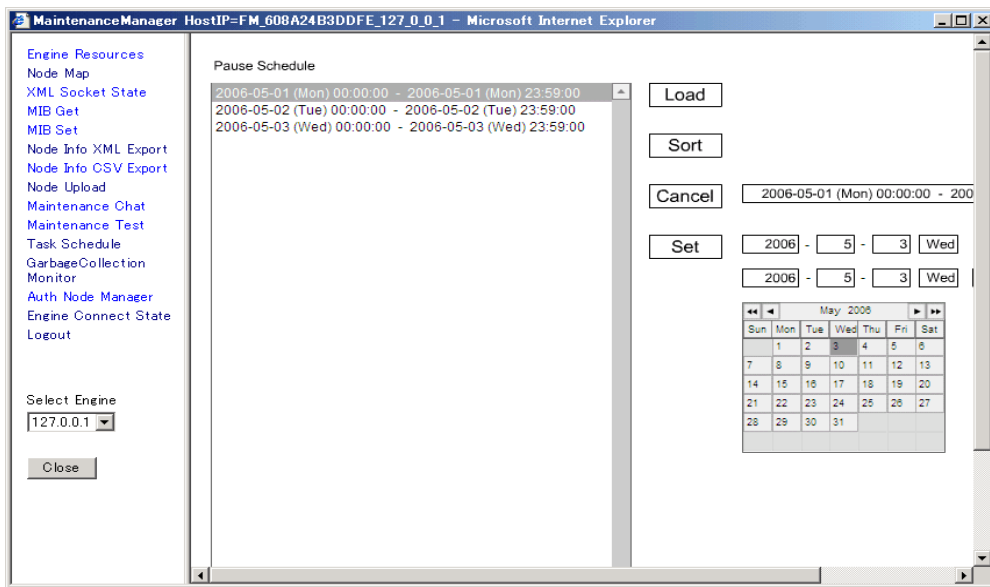 MaintenanceManager HostIP=FM_608A24B3DDFE_127_0_0_1 - Microsoft Internet Explorer
Engine Resources
Node Map
XML Socket State
MIB Get
MIB Set
Node Info XML Export
Node Info CSV Export
Node Upload
Maintenance Chat
Maintenance Test
Task Schedule
GarbageCollection
Monitor
Auth Node Manager
Engine Connect State
Logout
Select Engine
127.0.0.1
Close
Pause Schedule
2006-05-01 (Mon) 00:00:00 - 2006-05-01 (Mon) 23:59:00
2006-05-02 (Tue) 00:00:00 - 2006-05-02 (Tue) 23:59:00
2006-05-03 (Wed) 00:00:00 - 2006-05-03 (Wed) 23:59:00
Load
Sort
Cancel 2006-05-01 (Mon) 00:00:00 - 200
Set 2006 - 5 - 3 Wed
2006 - 5 - 3 Wed
May 2006
Sun Mon Tue Wed Thu Fri Sat
1 2 3 4 5 6
7 8 9 10 11 12 13
14 15 16 17 18 19 20
21 22 23 24 25 26 27
28 29 30 31